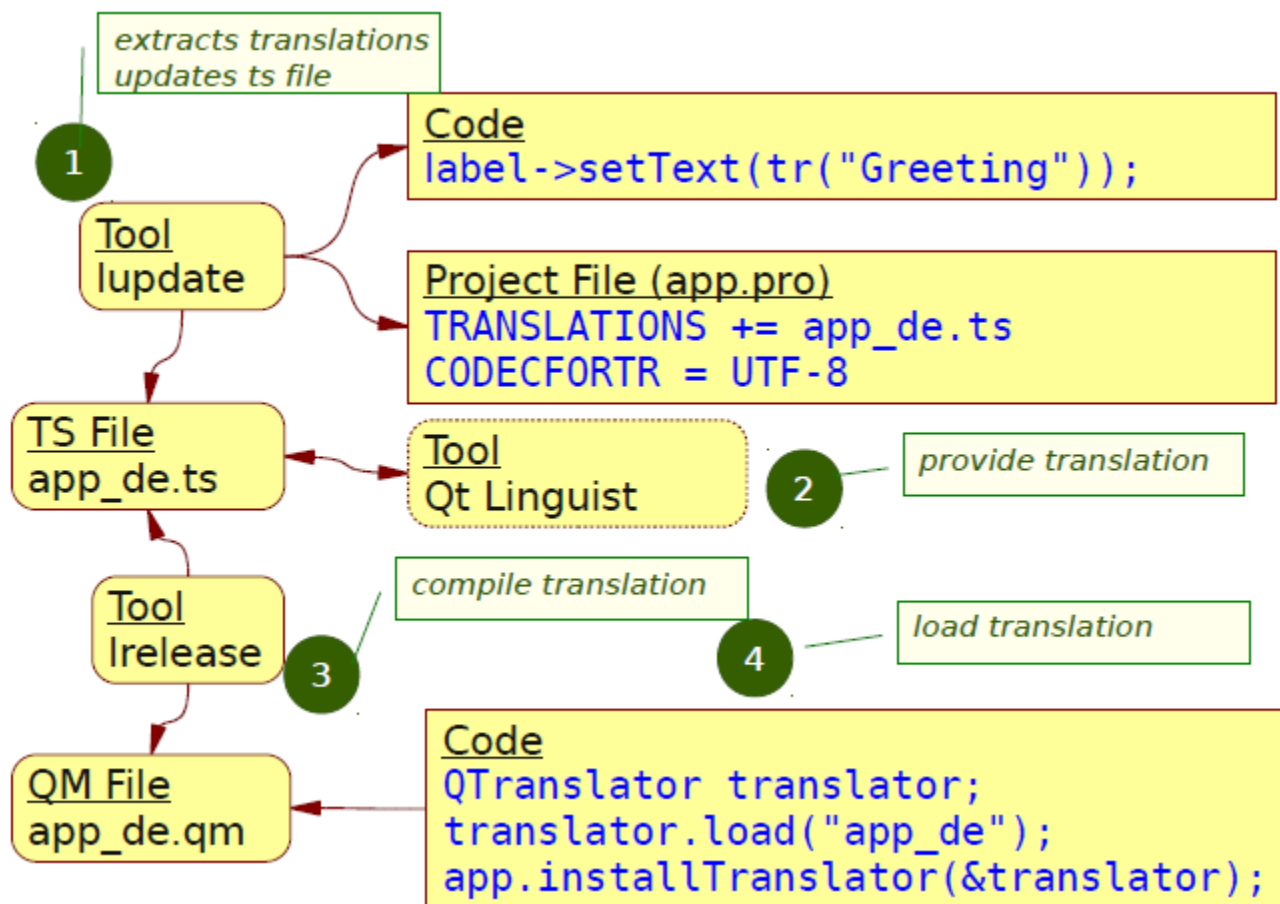 extracts translations
updates ts file
1
Code
label->setText(tr("Greeting"));
Tool
lupdate
Project File (app.pro)
TRANSLATIONS += app_de.ts
CODECFORTR = UTF-8
TS File
app_de.ts
Tool
Qt Linguist
2
provide translation
compile translation
Tool
lrelease
3
4
load translation
Code
QTranslator translator;
translator.load("app_de");
app.installTranslator(&translator);
QM File
app_de.qm